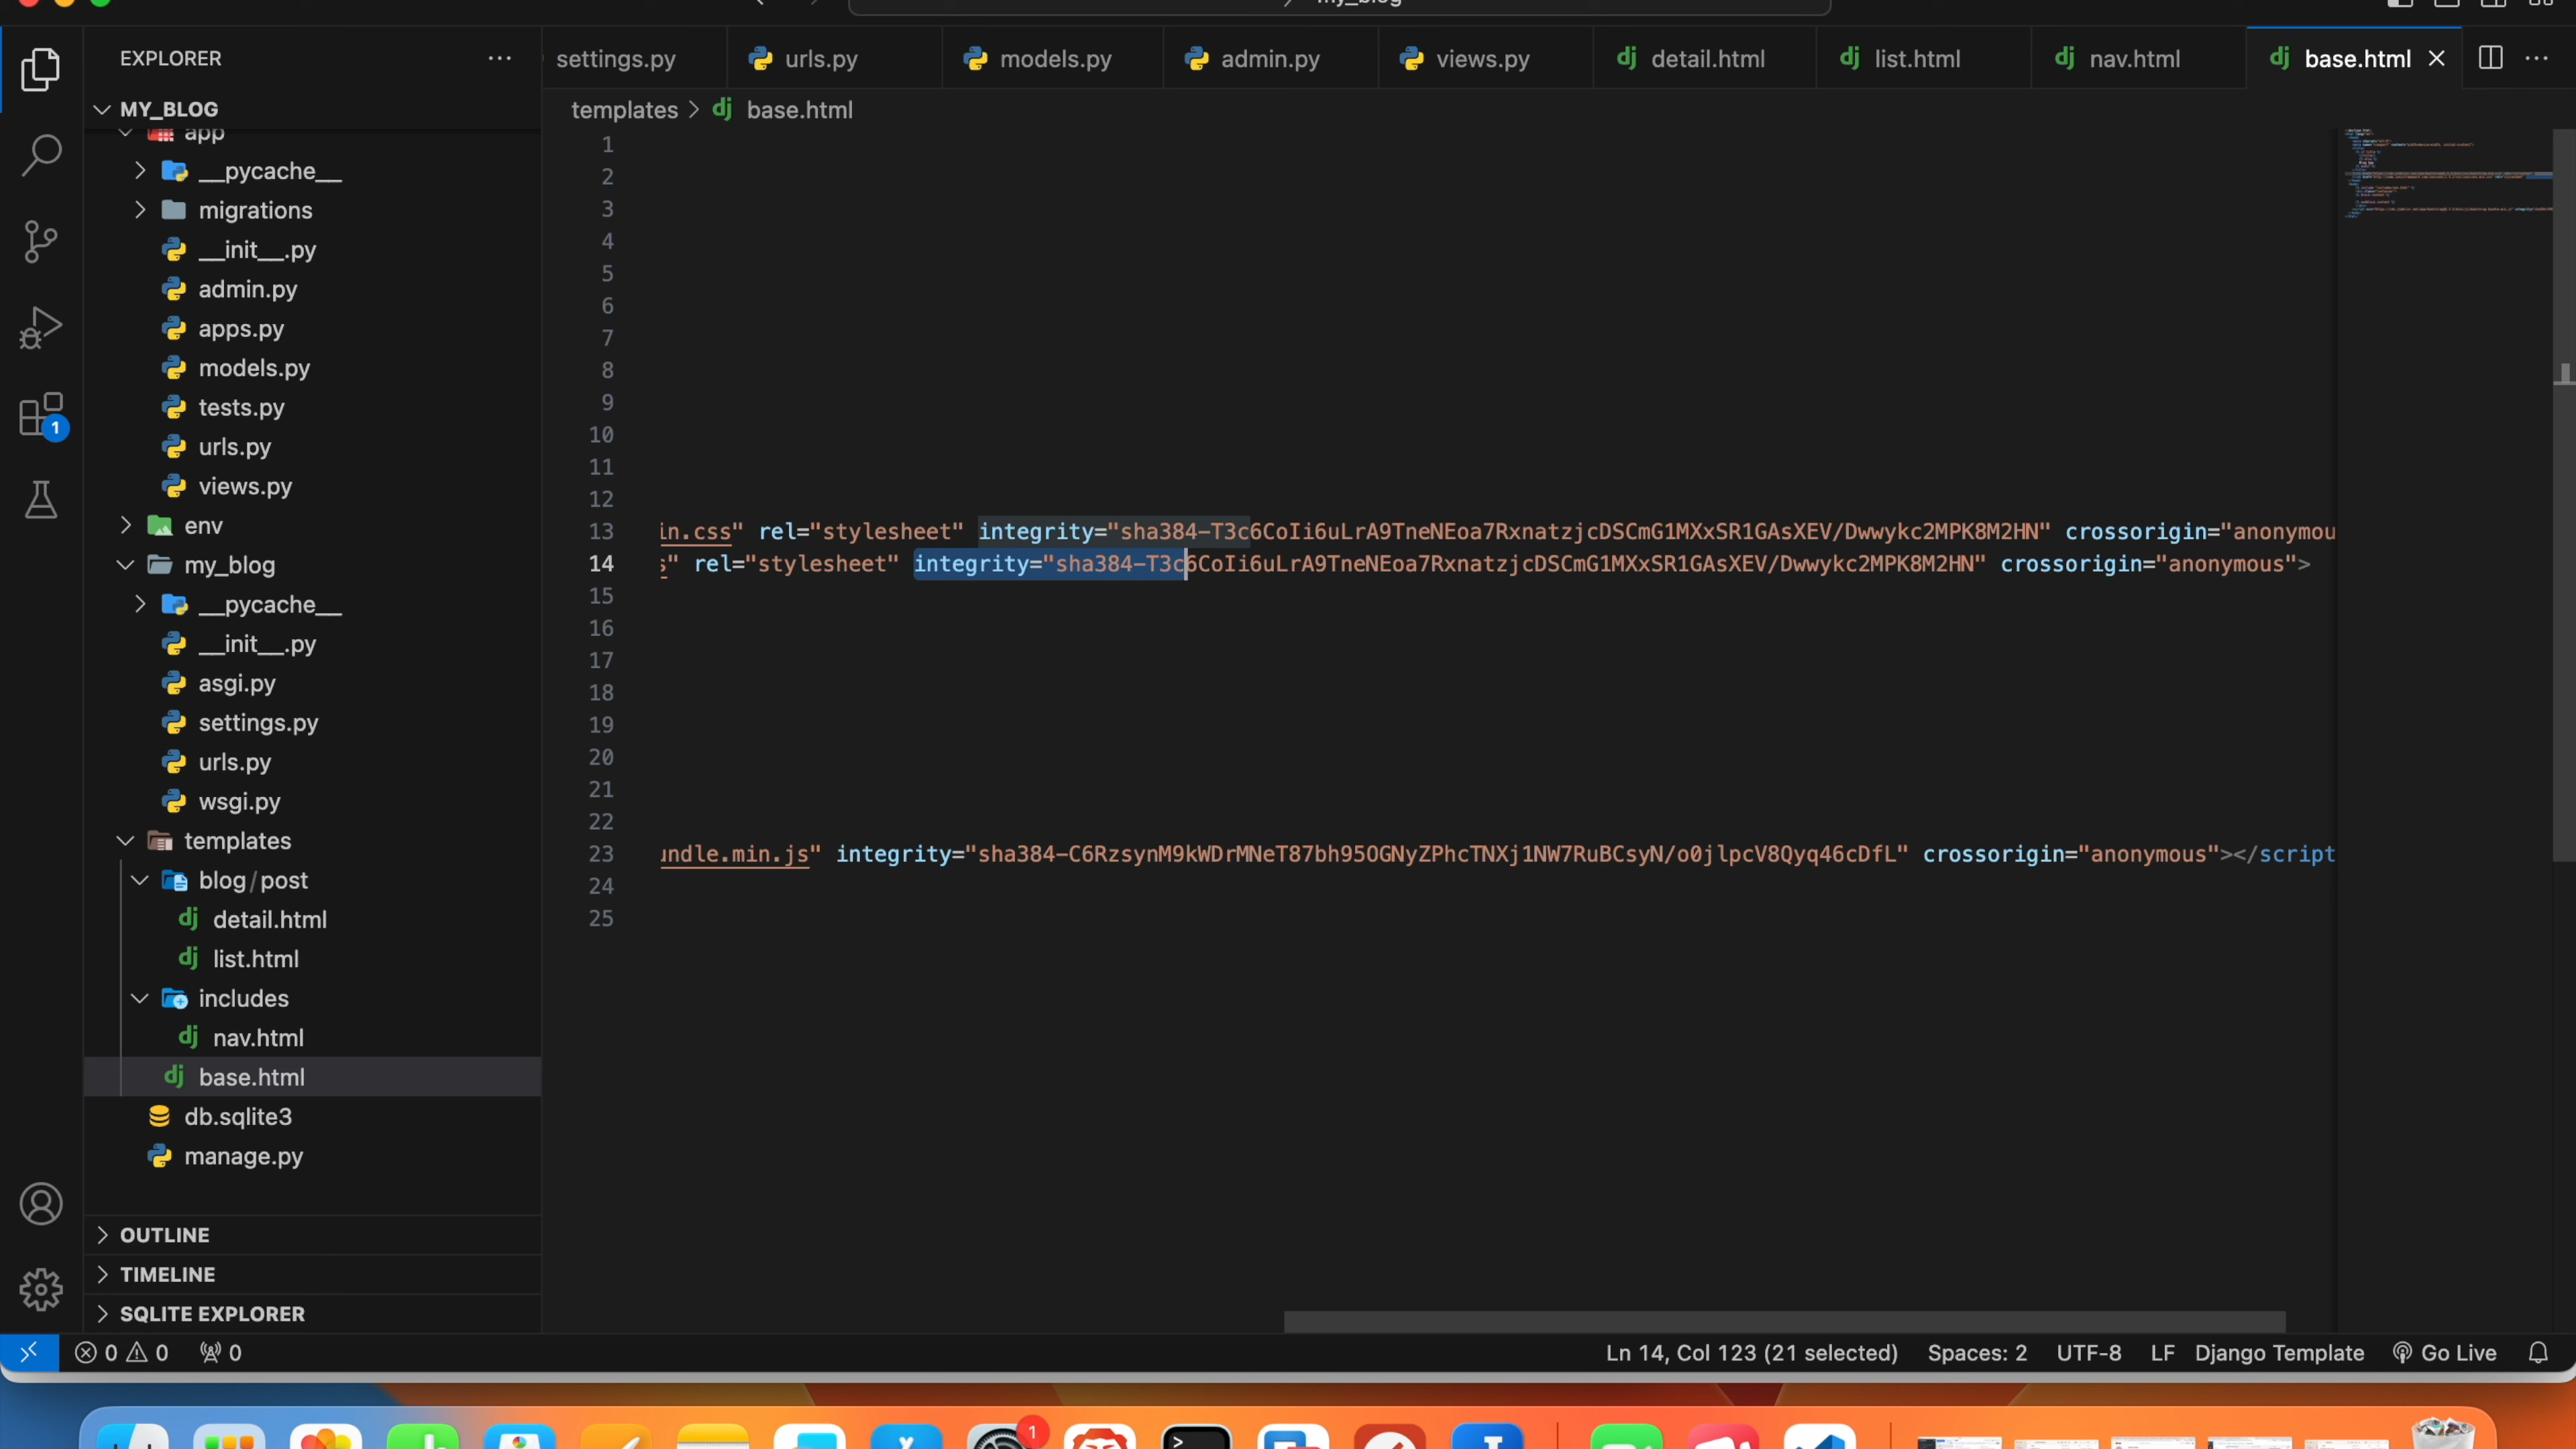 my_blog
EXPLORER
settings.py
urls.py
models.py
admin.py
views.py
detail.html
list.html
nav.html
base.html
MY_BLOG
templates > base.html
app
__pycache__
migrations
__init__.py
admin.py
apps.py
models.py
tests.py
urls.py
views.py
env
my_blog
__pycache__
__init__.py
asgi.py
settings.py
urls.py
wsgi.py
templates
blog/post
detail.html
list.html
includes
nav.html
base.html
db.sqlite3
manage.py
OUTLINE
TIMELINE
SQLITE EXPLORER
1
1
2
3
4
5
6
7
8
9
10
11
12
13 in.css" rel="stylesheet" integrity="sha384-T3c6CoIi6uLrA9TneNEoa7RxnatzjcDSCmG1MXxSR1GAsXEV/Dwwykc2MPK8M2HN" crossorigin="anonymou
14 s" rel="stylesheet" integrity="sha384-T3c6CoIi6uLrA9TneNEoa7RxnatzjcDSCmG1MXxSR1GAsXEV/Dwwykc2MPK8M2HN" crossorigin="anonymous">
15
16
17
18
19
20
21
22
23 undle.min.js" integrity="sha384-C6RzsynM9kWDrMNeT87bh95OGNyZPhcTNXj1NW7RuBCsyN/o0jlpcV8Qyq46cDfL" crossorigin="anonymous"></script
24
25
0 0 0
Ln 14, Col 123 (21 selected) Spaces: 2 UTF-8 LF Django Template Go Live
1